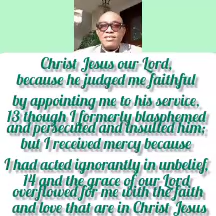 Christ Jesus our Lord,
because he judged me faithful
by appointing me to his service,
13 though I formerly blasphemed
and persecuted and insulted him;
but I received mercy because
I had acted ignorantly in unbelief,
14 and the grace of our Lord
overflowed for me with the faith
and love that are in Christ Jesus